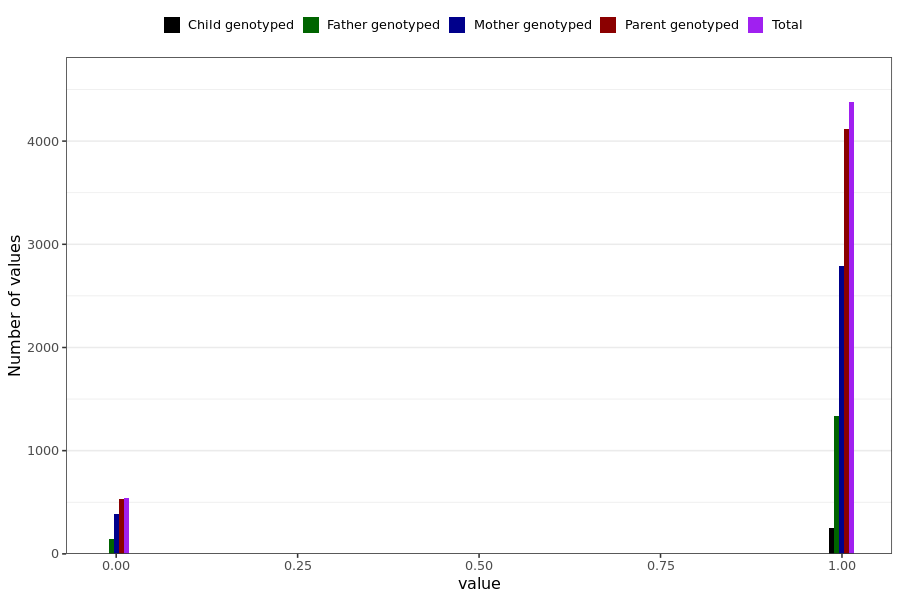 Child genotyped Father genotyped Mother genotyped Parent genotyped Total
4000
3000
2000
1000
0
Number of values
0.00 0.25 0.50 0.75 1.00
value